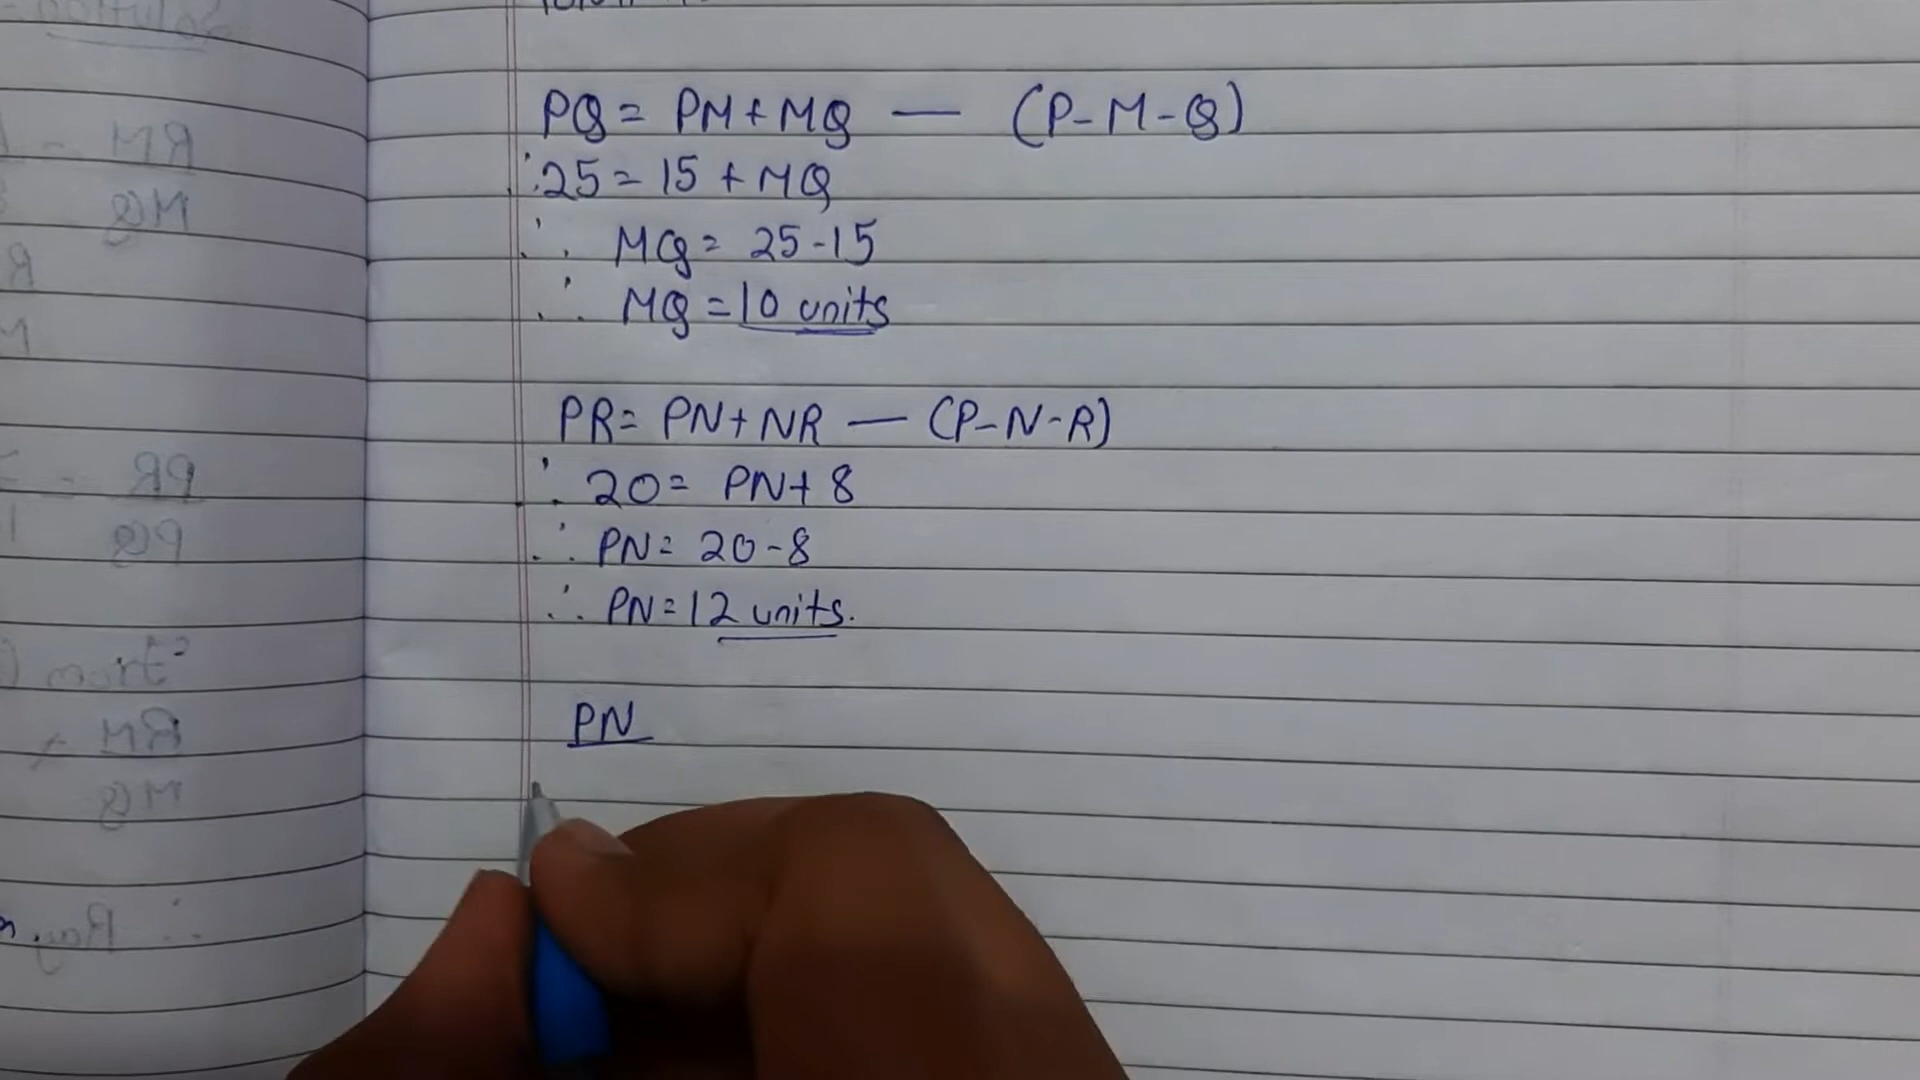 PQ = PM + MQ — (P-M-Q)
∴ 25 = 15 + MQ
∴ MQ = 25-15
∴ MQ = 10 units
PR = PN + NR — (P-N-R)
∴ 20 = PN + 8
∴ PN = 20-8
∴ PN = 12 units.
PN